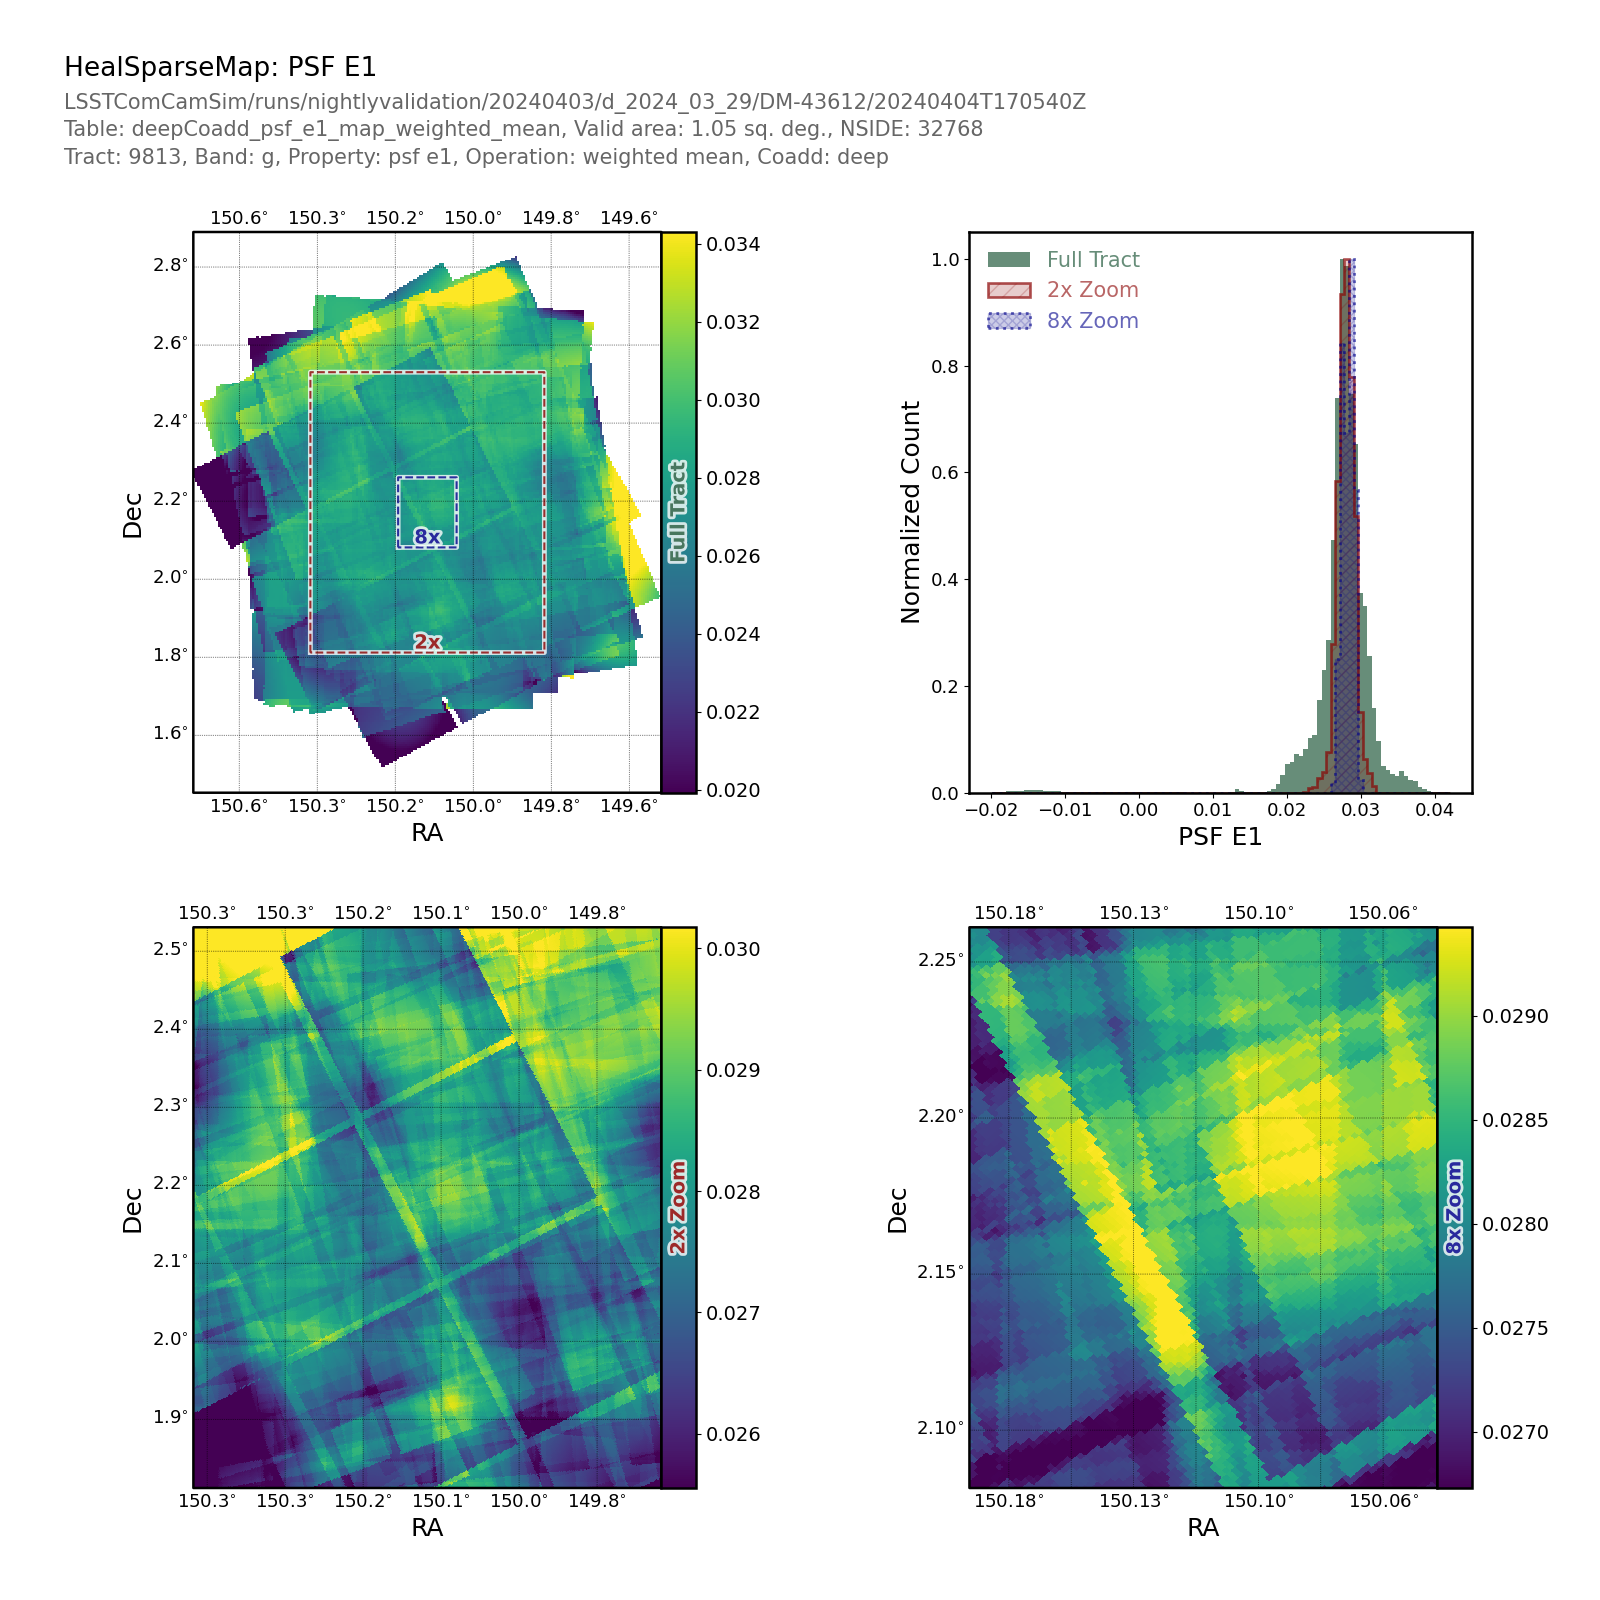 HealSparseMap: PSF E1
LSSTComCamSim/runs/nightlyvalidation/20240403/d_2024_03_29/DM-43612/20240404T170540Z
Table: deepCoadd_psf_e1_map_weighted_mean, Valid area: 1.05 sq. deg., NSIDE: 32768
Tract: 9813, Band: g, Property: psf e1, Operation: weighted mean, Coadd: deep
150.6° 150.3° 150.2° 150.0° 149.8° 149.6°
2.8°
2.6°
2.4°
2.2°
2.0°
1.8°
1.6°
Dec
8x
2x
150.6° 150.3° 150.2° 150.0° 149.8° 149.6°
RA
0.034
0.032
0.030
0.028
0.026
0.024
0.022
0.020
Full Tract
Full Tract
2x Zoom
8x Zoom
1.0
0.8
0.6
0.4
0.2
0.0
Normalized Count
−0.02 −0.01 0.00 0.01 0.02 0.03 0.04
PSF E1
150.3° 150.3° 150.2° 150.1° 150.0° 149.8°
2.5°
2.4°
2.3°
2.2°
2.1°
2.0°
1.9°
Dec
150.3° 150.3° 150.2° 150.1° 150.0° 149.8°
RA
0.030
0.029
0.028
0.027
0.026
2x Zoom
150.18° 150.13° 150.10° 150.06°
2.25°
2.20°
2.15°
2.10°
Dec
150.18° 150.13° 150.10° 150.06°
RA
0.0290
0.0285
0.0280
0.0275
0.0270
8x Zoom